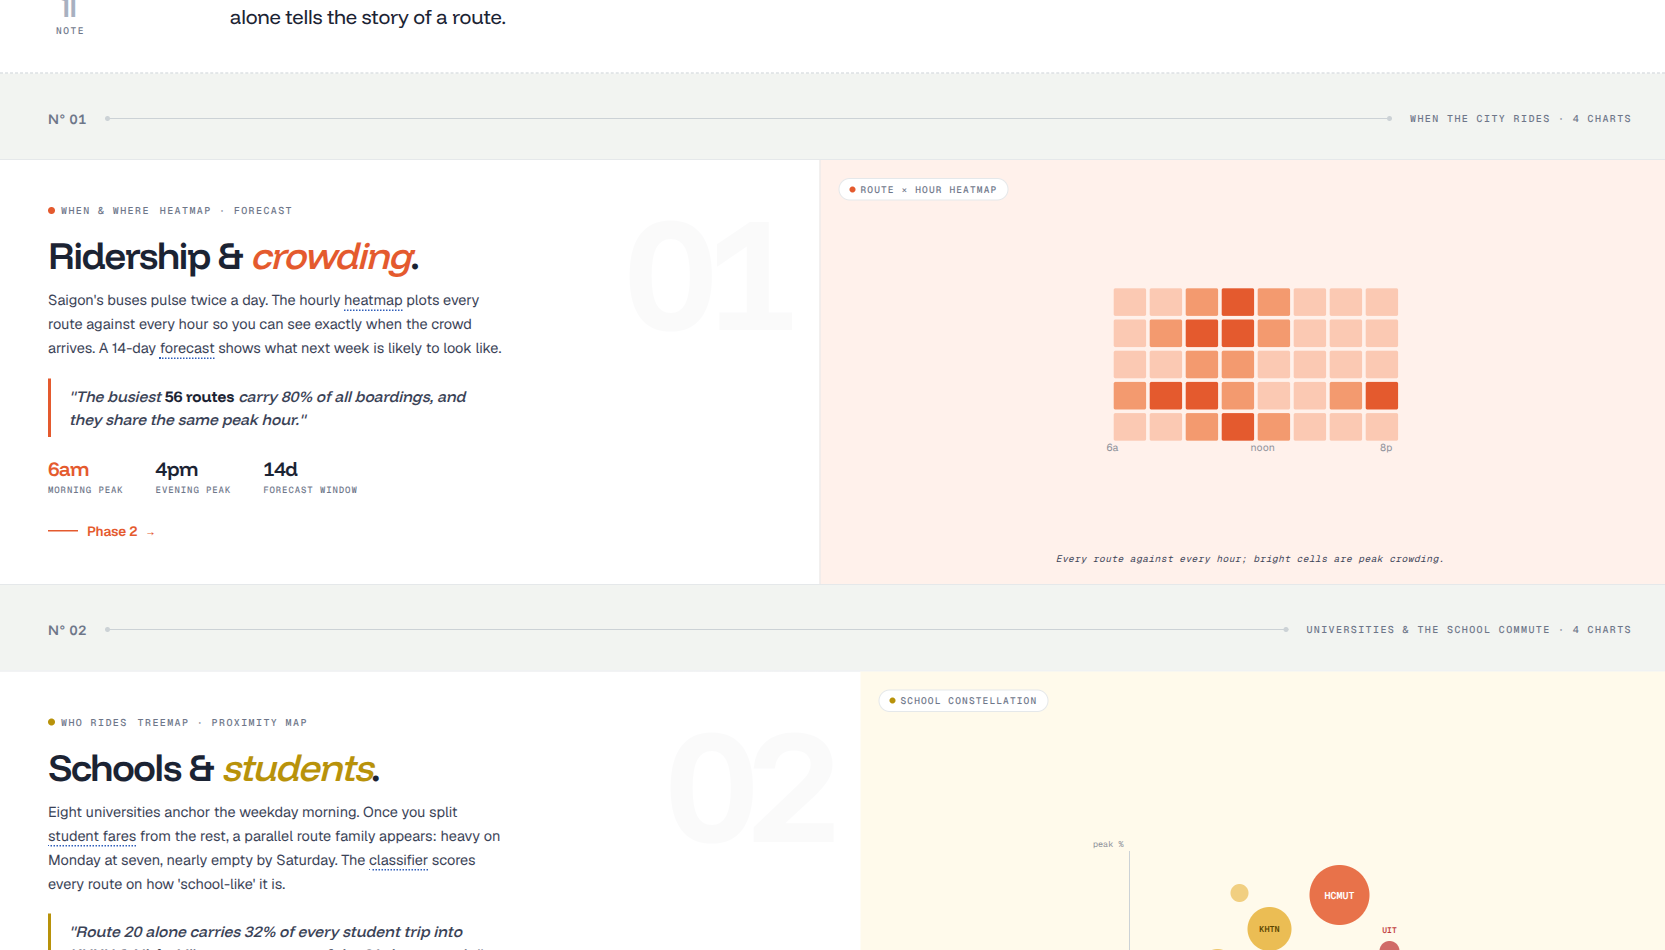 NOTE
alone tells the story of a route.
N° 01
WHEN THE CITY RIDES · 4 CHARTS
WHEN & WHERE HEATMAP · FORECAST
01
Ridership & crowding.
Saigon's buses pulse twice a day. The hourly heatmap plots every
route against every hour so you can see exactly when the crowd
arrives. A 14-day forecast shows what next week is likely to look like.
"The busiest 56 routes carry 80% of all boardings, and
they share the same peak hour."
6am
MORNING PEAK
4pm
EVENING PEAK
14d
FORECAST WINDOW
Phase 2 →
ROUTE × HOUR HEATMAP
6a
noon
8p
Every route against every hour; bright cells are peak crowding.
N° 02
UNIVERSITIES & THE SCHOOL COMMUTE · 4 CHARTS
WHO RIDES TREEMAP · PROXIMITY MAP
02
Schools & students.
Eight universities anchor the weekday morning. Once you split
student fares from the rest, a parallel route family appears: heavy on
Monday at seven, nearly empty by Saturday. The classifier scores
every route on how 'school-like' it is.
"Route 20 alone carries 32% of every student trip into
SCHOOL CONSTELLATION
peak %
HCMUT
KHTN
UIT